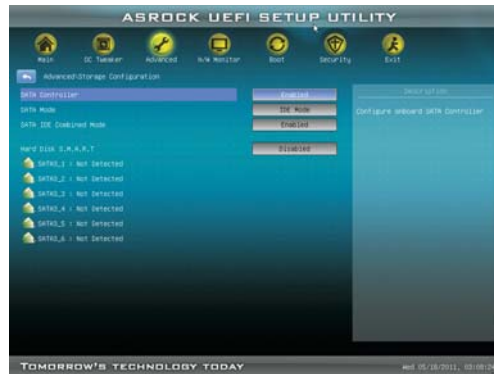 ASROCK UEFI SETUP UTILITY
Main OC Tweaker Advanced H/W Monitor Boot Security Exit
Advanced\Storage Configuration
SATA Controller Enabled
SATA Mode IDE Mode
SATA IDE Combined Mode Enabled
Hard Disk S.M.A.R.T Disabled
SATA3_1 : Not Detected
SATA3_2 : Not Detected
SATA3_3 : Not Detected
SATA3_4 : Not Detected
SATA3_5 : Not Detected
SATA3_6 : Not Detected
Description
Configure onboard SATA Controller
TOMORROW'S TECHNOLOGY TODAY
Wed 05/18/2011, 03:08:24